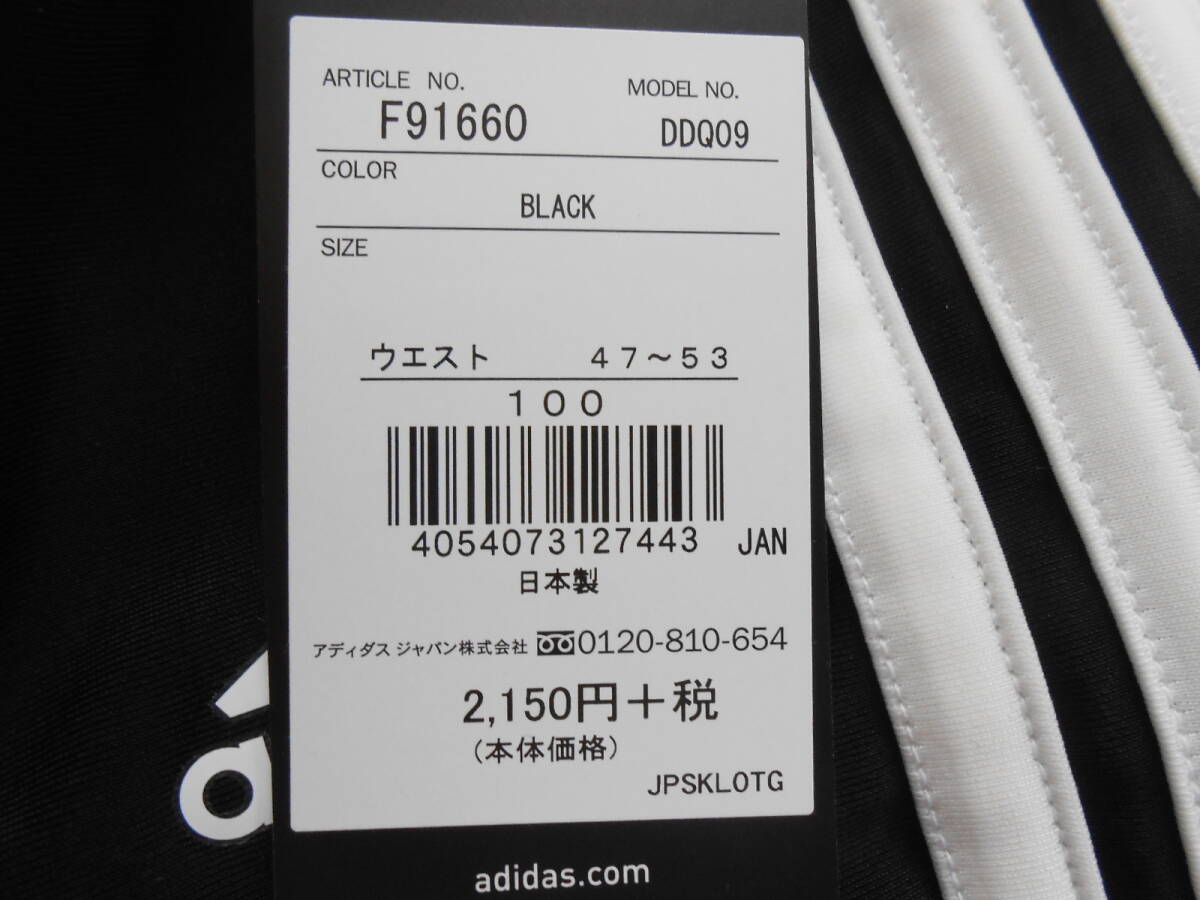 ARTICLE NO. MODEL NO.
F91660 DDQ09
COLOR
BLACK
SIZE
ウエスト 47～53
100
4054073127443 JAN
日本製
アディダス ジャパン株式会社 0120-810-654
2,150円＋税
(本体価格)
JPSKLOTG
adidas.com
a